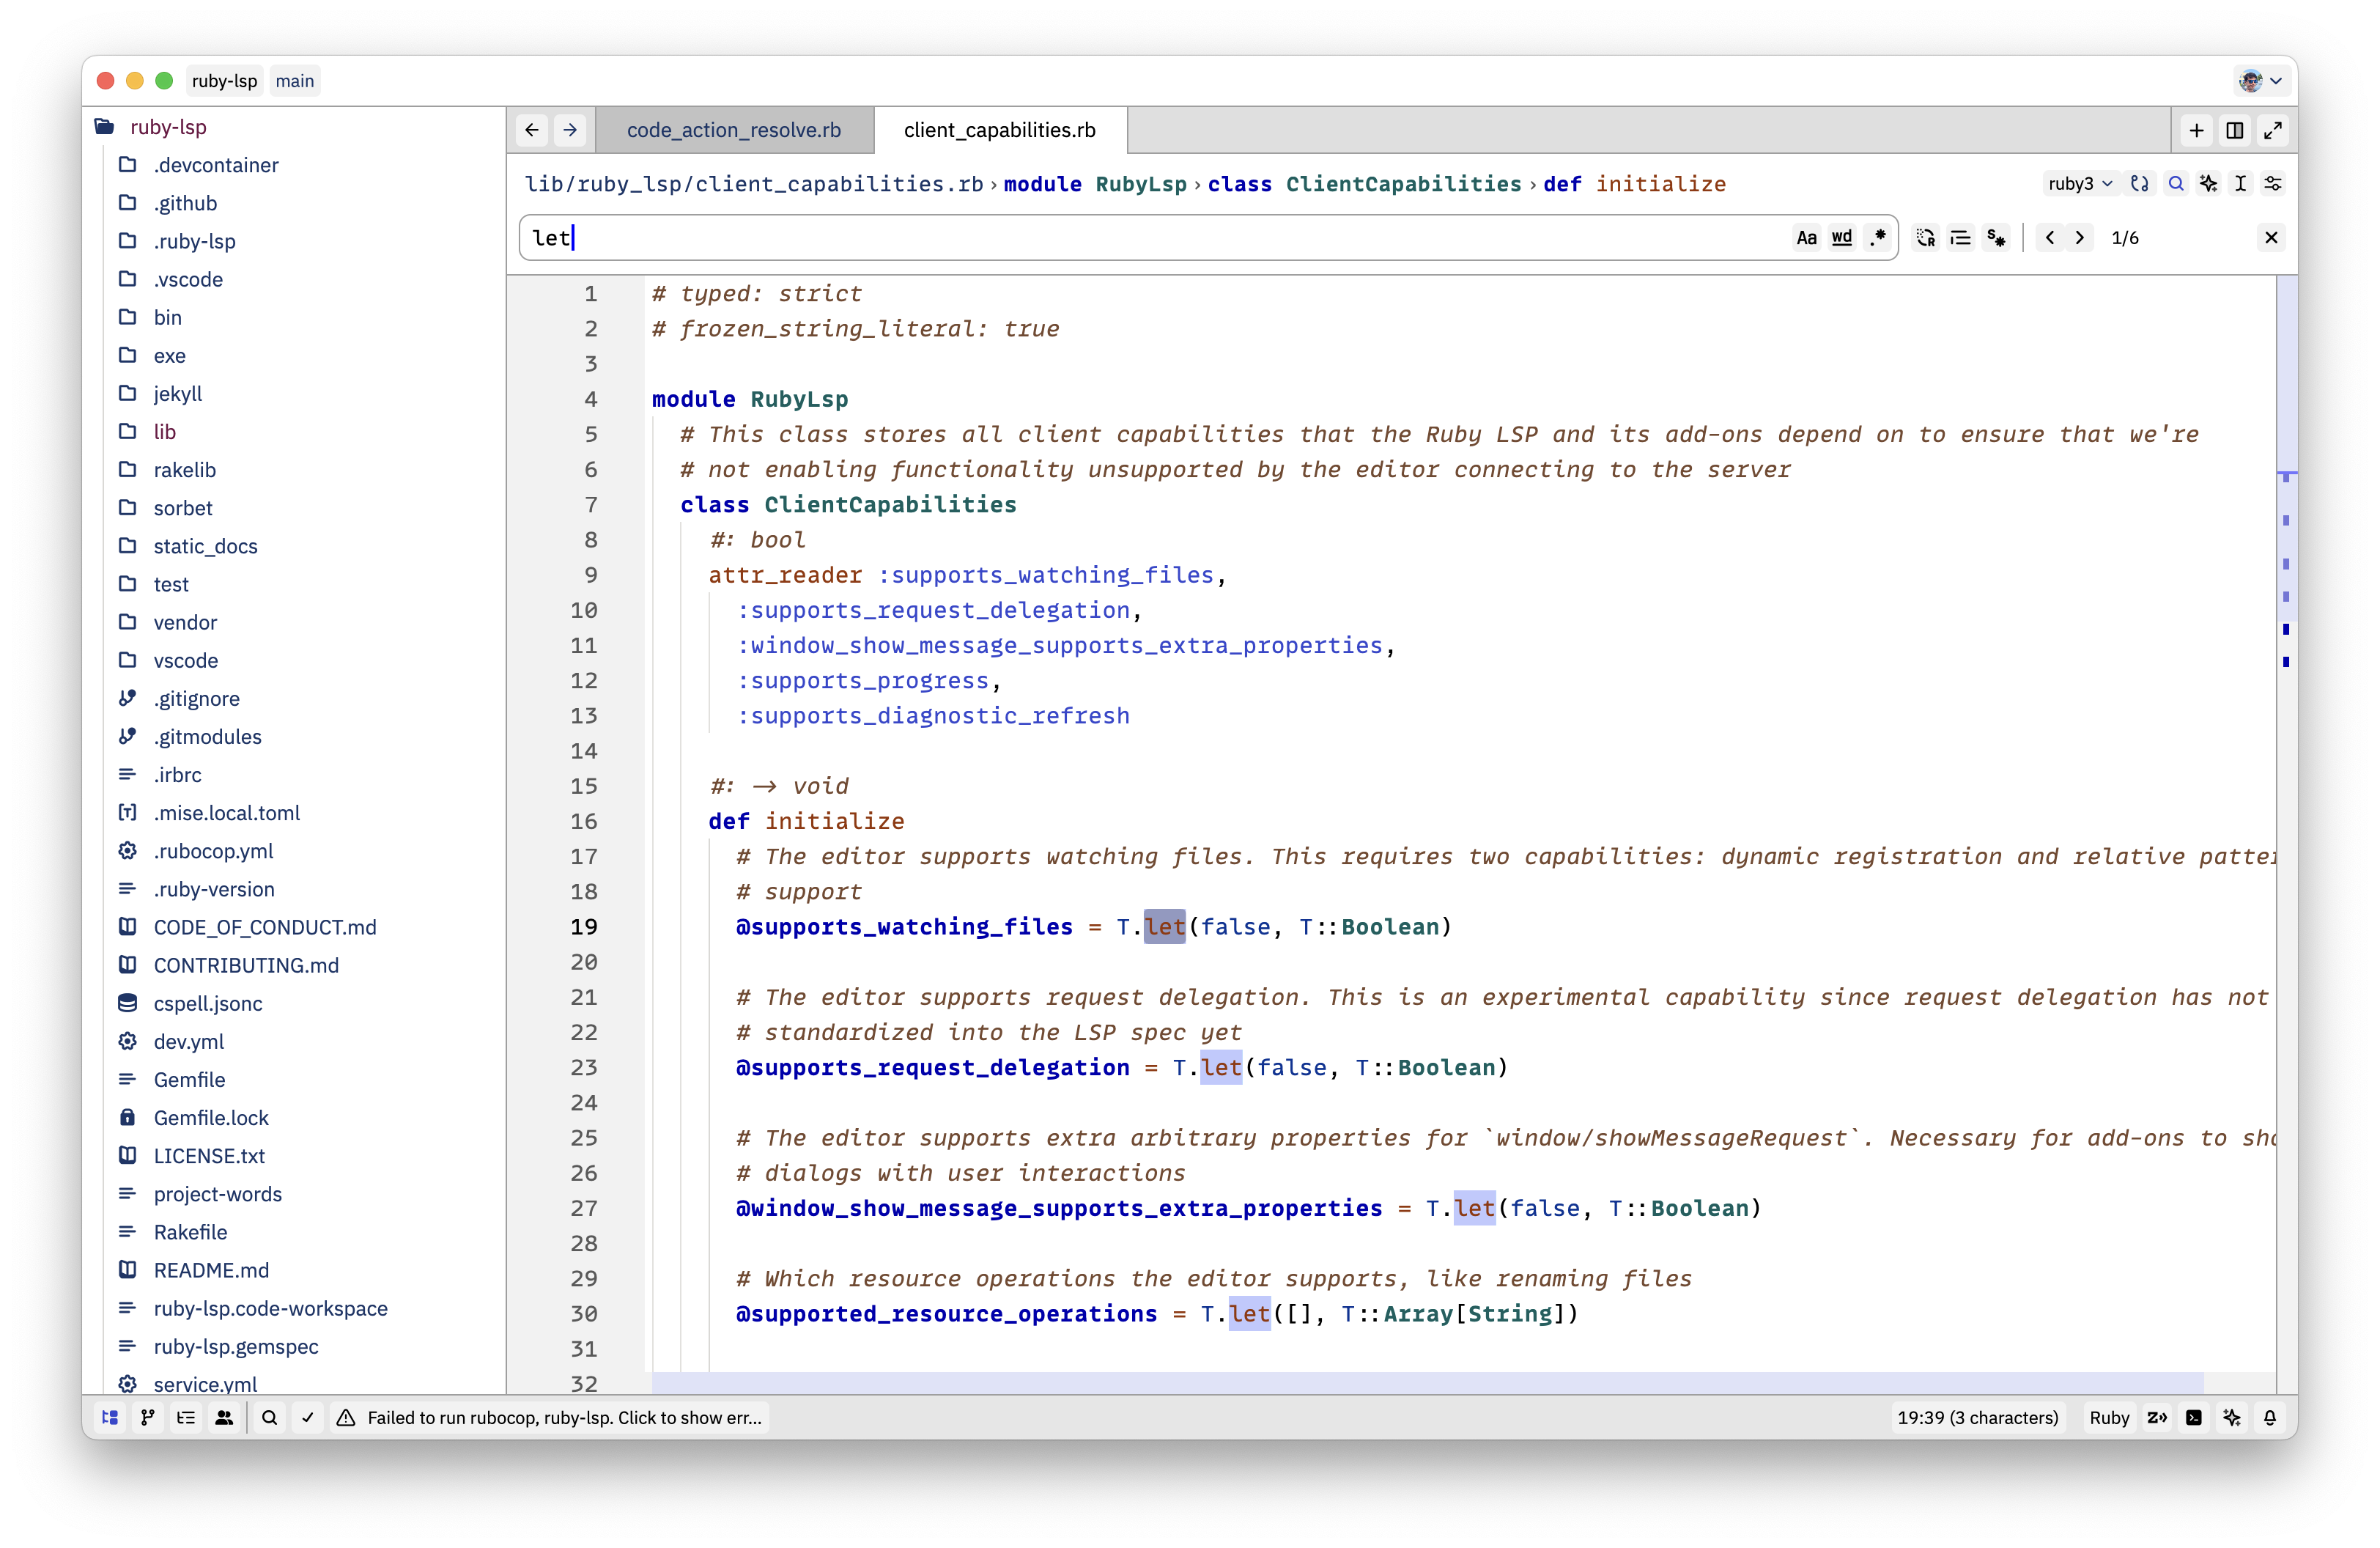 ruby-lsp main
ruby-lsp
.devcontainer
.github
.ruby-lsp
.vscode
bin
exe
jekyll
lib
rakelib
sorbet
static_docs
test
vendor
vscode
.gitignore
.gitmodules
.irbrc
.mise.local.toml
.rubocop.yml
.ruby-version
CODE_OF_CONDUCT.md
CONTRIBUTING.md
cspell.jsonc
dev.yml
Gemfile
Gemfile.lock
LICENSE.txt
project-words
Rakefile
README.md
ruby-lsp.code-workspace
ruby-lsp.gemspec
service.yml
code_action_resolve.rb client_capabilities.rb
lib/ruby_lsp/client_capabilities.rb › module RubyLsp › class ClientCapabilities › def initialize ruby3
let Aa wd .* 1/6
1 # typed: strict
2 # frozen_string_literal: true
3
4 module RubyLsp
5 # This class stores all client capabilities that the Ruby LSP and its add-ons depend on to ensure that we're
6 # not enabling functionality unsupported by the editor connecting to the server
7 class ClientCapabilities
8 #: bool
9 attr_reader :supports_watching_files,
10 :supports_request_delegation,
11 :window_show_message_supports_extra_properties,
12 :supports_progress,
13 :supports_diagnostic_refresh
14
15 #: -> void
16 def initialize
17 # The editor supports watching files. This requires two capabilities: dynamic registration and relative patter
18 # support
19 @supports_watching_files = T.let(false, T::Boolean)
20
21 # The editor supports request delegation. This is an experimental capability since request delegation has not
22 # standardized into the LSP spec yet
23 @supports_request_delegation = T.let(false, T::Boolean)
24
25 # The editor supports extra arbitrary properties for `window/showMessageRequest`. Necessary for add-ons to sho
26 # dialogs with user interactions
27 @window_show_message_supports_extra_properties = T.let(false, T::Boolean)
28
29 # Which resource operations the editor supports, like renaming files
30 @supported_resource_operations = T.let([], T::Array[String])
31
32
Failed to run rubocop, ruby-lsp. Click to show err... 19:39 (3 characters) Ruby